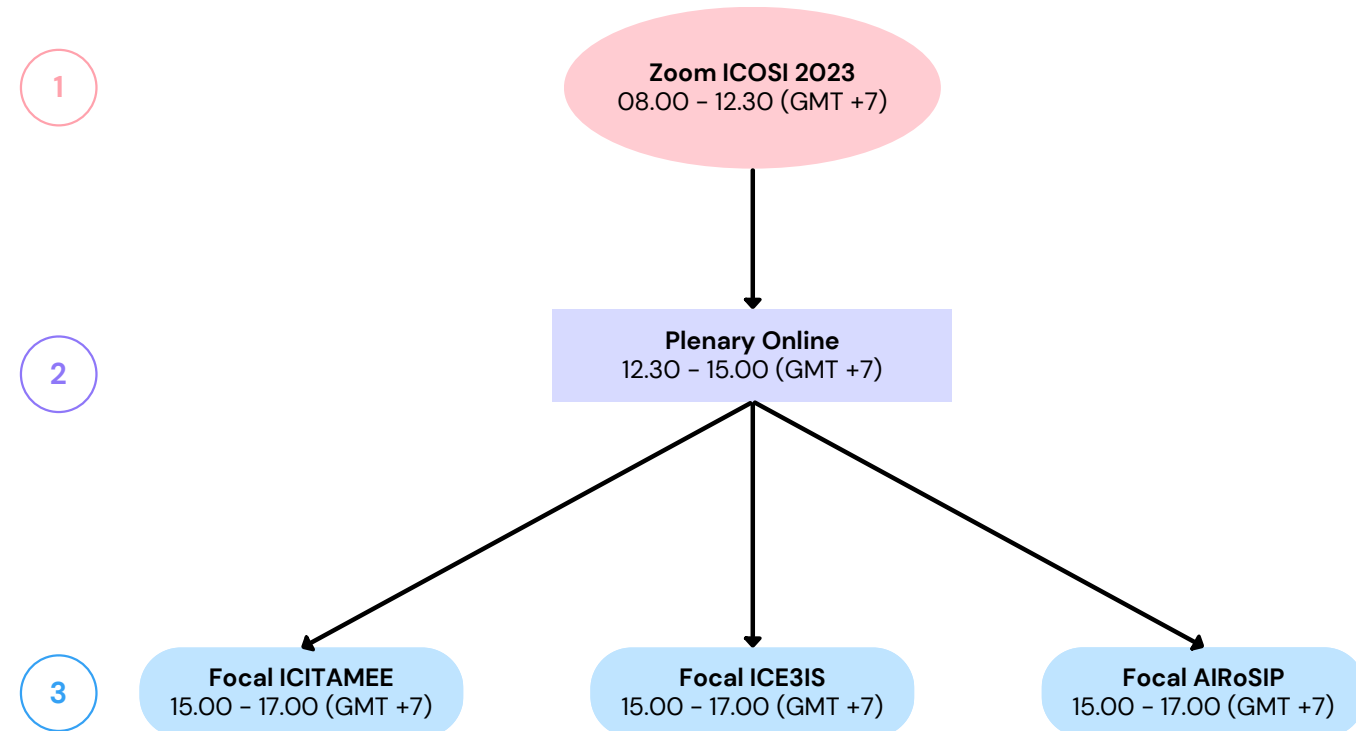 1
Zoom ICOSI 2023
08.00 – 12.30 (GMT +7)
2
Plenary Online
12.30 – 15.00 (GMT +7)
3
Focal ICITAMEE
15.00 – 17.00 (GMT +7)
Focal ICE3IS
15.00 – 17.00 (GMT +7)
Focal AIRoSIP
15.00 – 17.00 (GMT +7)